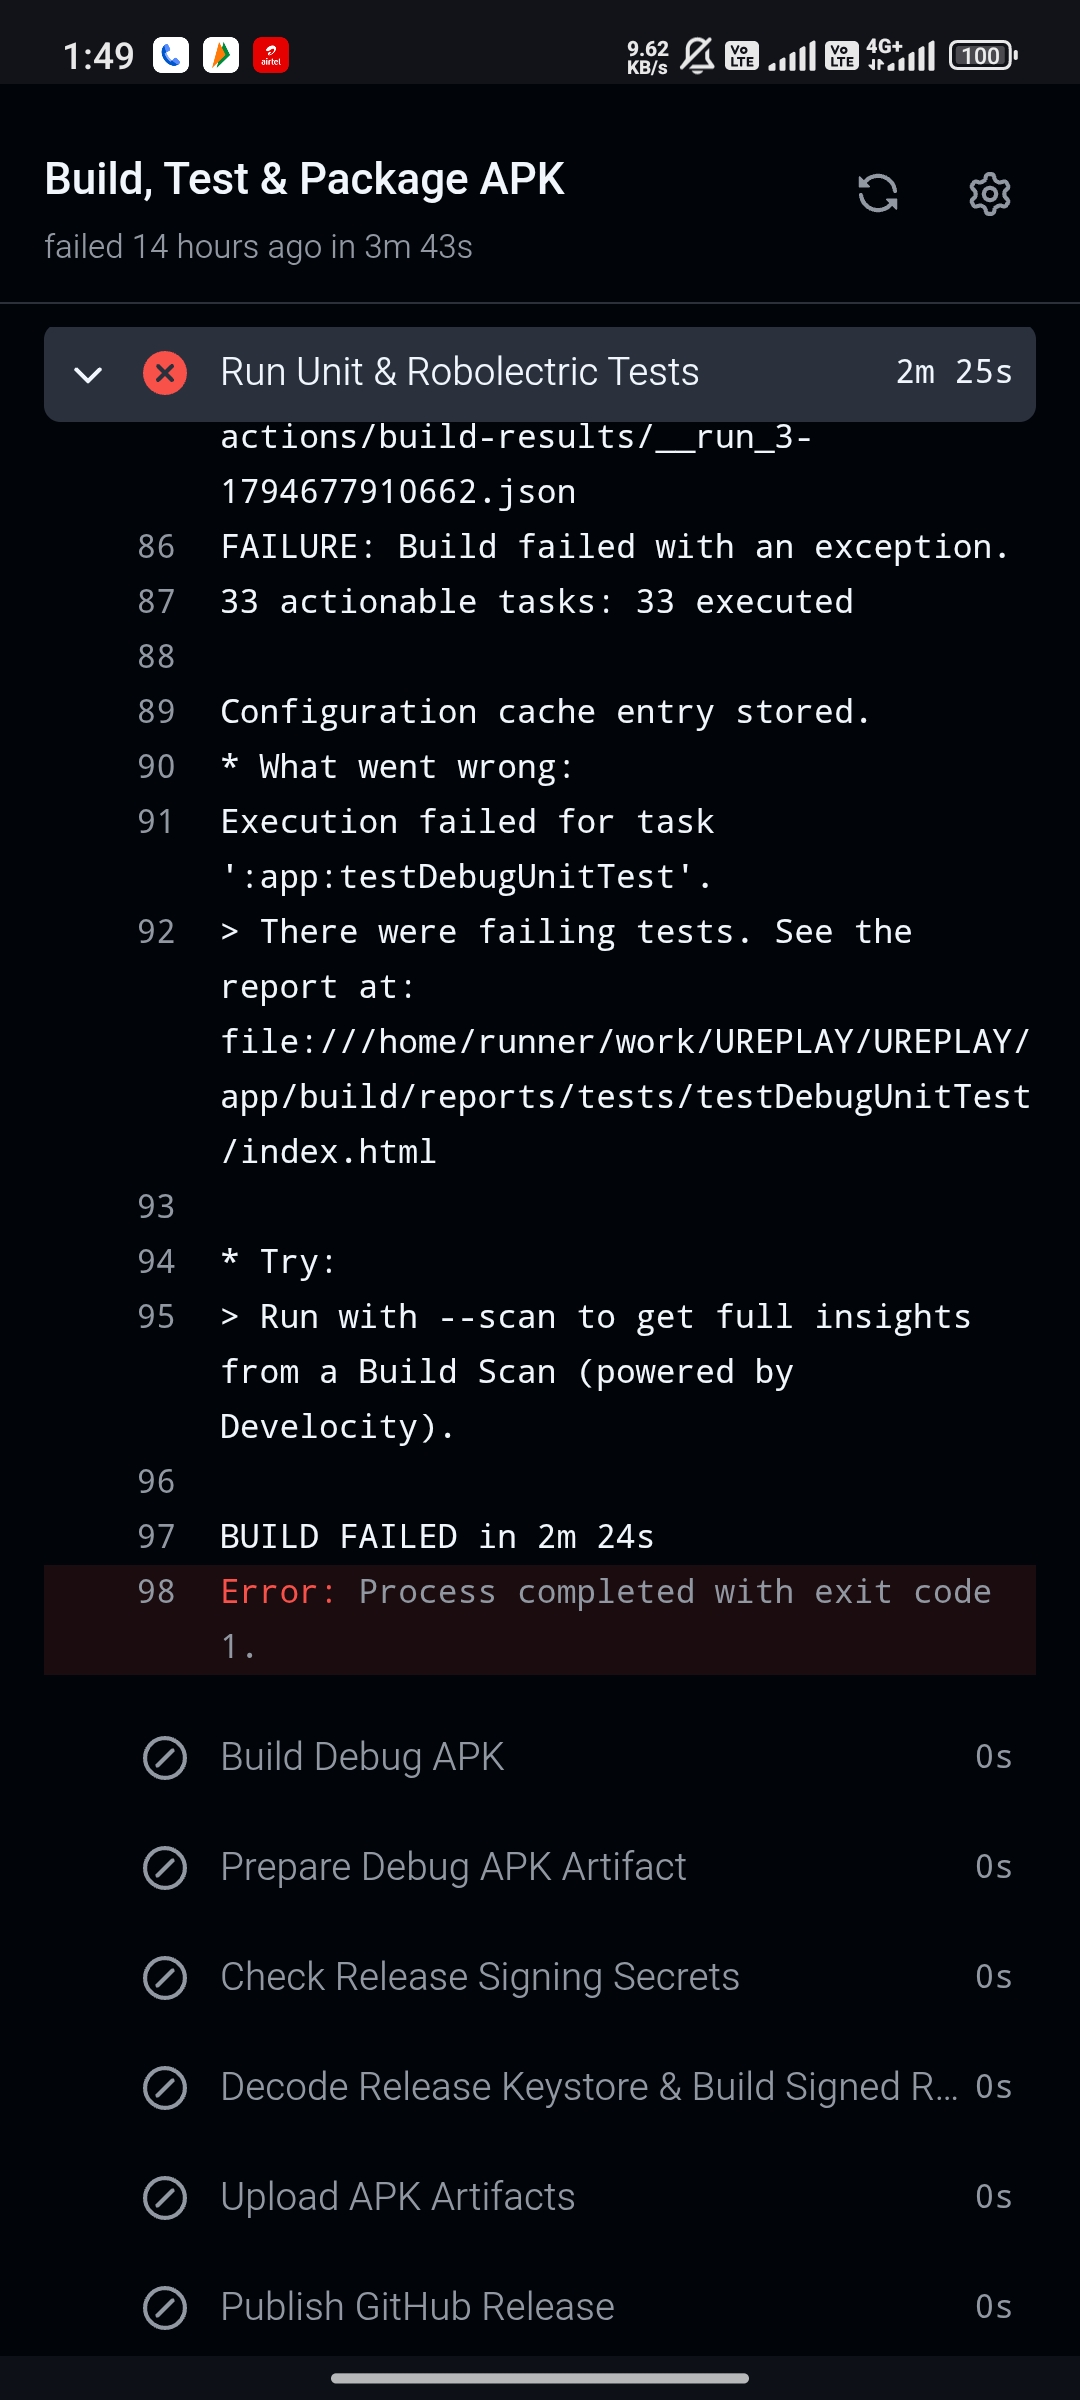 1:49
airtel
9.62 KB/s
Vo LTE
Vo LTE
4G+
100
Build, Test & Package APK
failed 14 hours ago in 3m 43s
Run Unit & Robolectric Tests 2m 25s
actions/build-results/__run_3-
1794677910662.json
86 FAILURE: Build failed with an exception.
87 33 actionable tasks: 33 executed
88
89 Configuration cache entry stored.
90 * What went wrong:
91 Execution failed for task
':app:testDebugUnitTest'.
92 > There were failing tests. See the
report at:
file:///home/runner/work/UREPLAY/UREPLAY/
app/build/reports/tests/testDebugUnitTest
/index.html
93
94 * Try:
95 > Run with --scan to get full insights
from a Build Scan (powered by
Develocity).
96
97 BUILD FAILED in 2m 24s
98 Error: Process completed with exit code
1.
Build Debug APK 0s
Prepare Debug APK Artifact 0s
Check Release Signing Secrets 0s
Decode Release Keystore & Build Signed R... 0s
Upload APK Artifacts 0s
Publish GitHub Release 0s